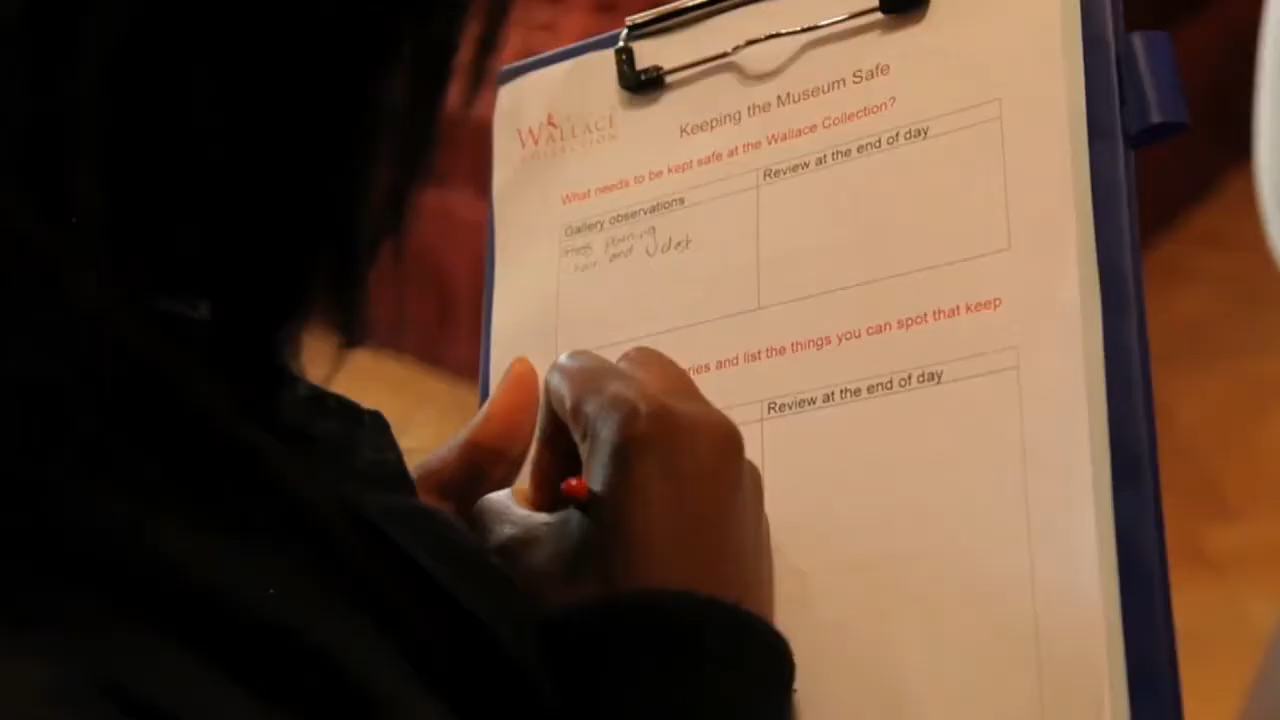 WALLACE
COLLECTION
Keeping the Museum Safe
What needs to be kept safe at the Wallace Collection?
Gallery observations
Review at the end of day
and
ries and list the things you can spot that keep
Review at the end of day